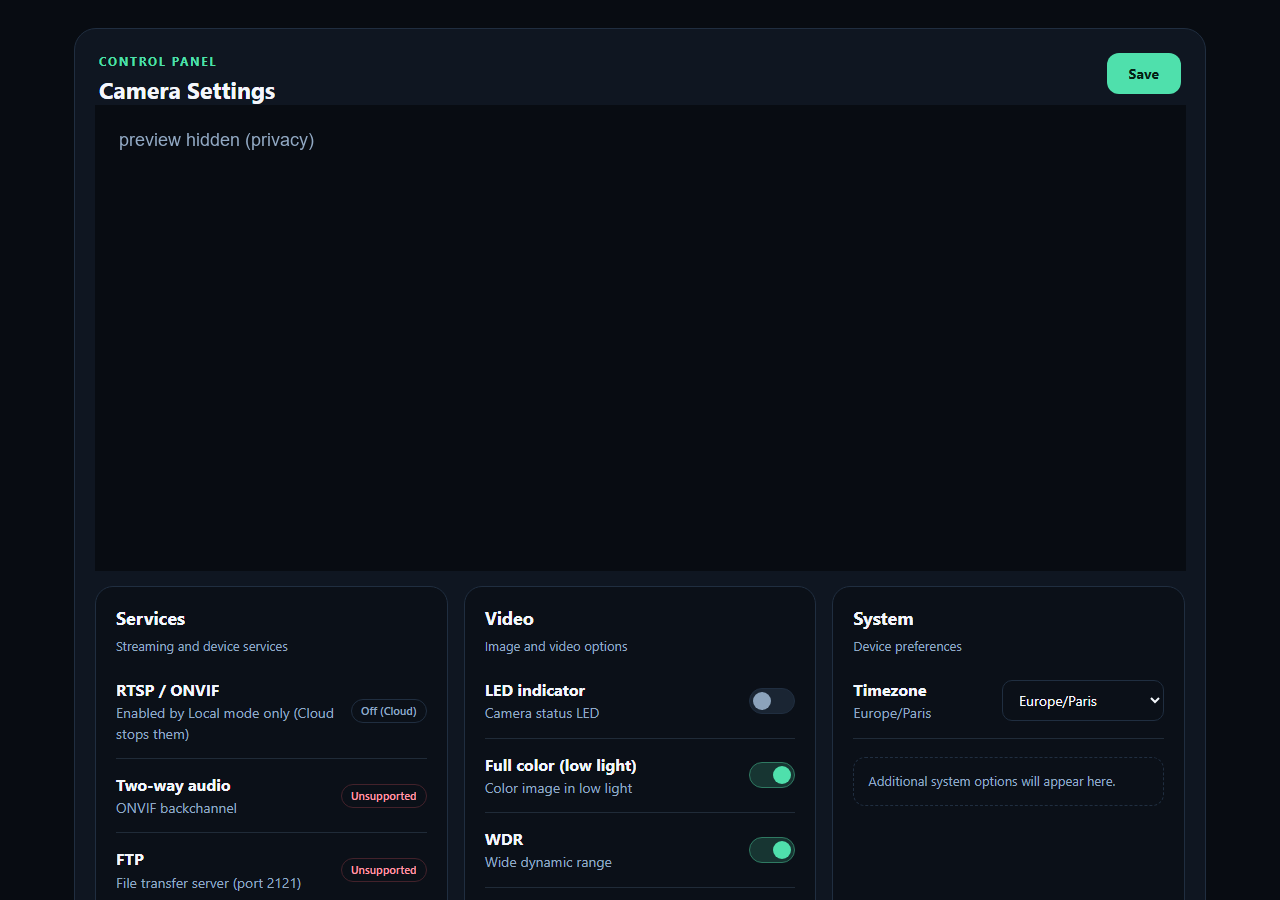 CONTROL PANEL
Camera Settings
Save
preview hidden (privacy)
Services
Streaming and device services
RTSP / ONVIF
Enabled by Local mode only (Cloud
stops them)
Off (Cloud)
Two-way audio
ONVIF backchannel
Unsupported
FTP
File transfer server (port 2121)
Unsupported
Video
Image and video options
LED indicator
Camera status LED
Full color (low light)
Color image in low light
WDR
Wide dynamic range
System
Device preferences
Timezone
Europe/Paris
Europe/Paris
Additional system options will appear here.